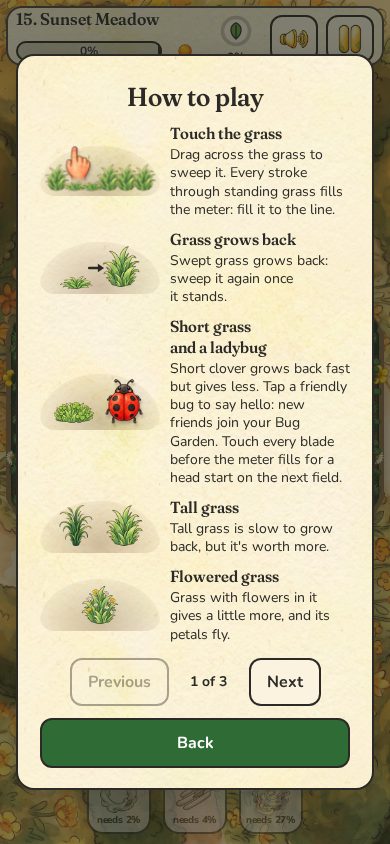 15. Sunset Meadow
0%
How to play
Touch the grass
Drag across the grass to
sweep it. Every stroke
through standing grass fills
the meter: fill it to the line.
Grass grows back
Swept grass grows back:
sweep it again once
it stands.
Short grass
and a ladybug
Short clover grows back fast
but gives less. Tap a friendly
bug to say hello: new
friends join your Bug
Garden. Touch every blade
before the meter fills for a
head start on the next field.
Tall grass
Tall grass is slow to grow
back, but it's worth more.
Flowered grass
Grass with flowers in it
gives a little more, and its
petals fly.
Previous
1 of 3
Next
Back
needs 2%
needs 4%
needs 27%